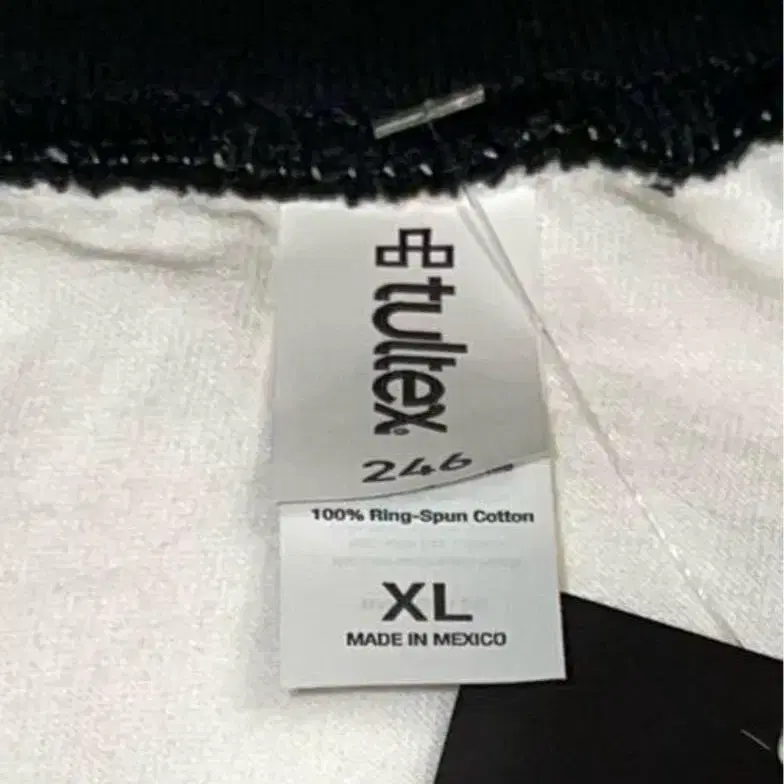 tultex®
246
100% Ring-Spun Cotton
XL
MADE IN MEXICO